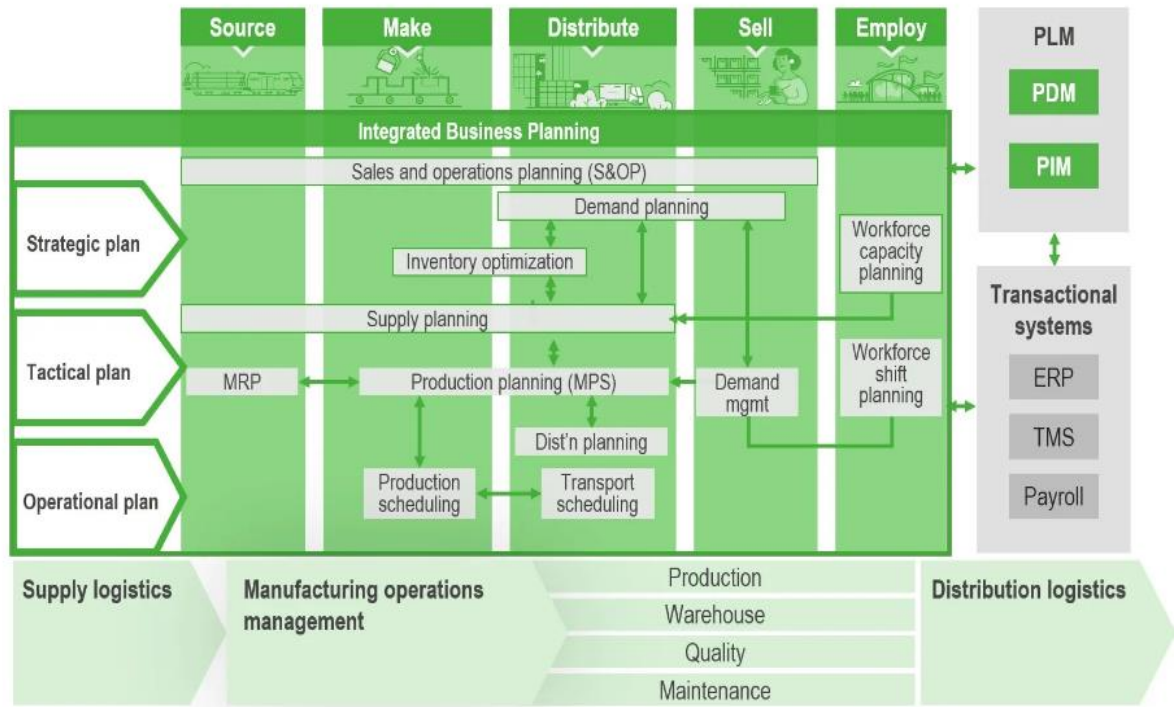 Source
Make
Distribute
Sell
Employ
PLM
PDM
PIM
Integrated Business Planning
Sales and operations planning (S&OP)
Strategic plan
Demand planning
Inventory optimization
Workforce
capacity
planning
Supply planning
Tactical plan
MRP
Production planning (MPS)
Demand
mgmt
Workforce
shift
planning
Dist'n planning
Operational plan
Production
scheduling
Transport
scheduling
Transactional
systems
ERP
TMS
Payroll
Supply logistics
Manufacturing operations
management
Production
Warehouse
Quality
Maintenance
Distribution logistics